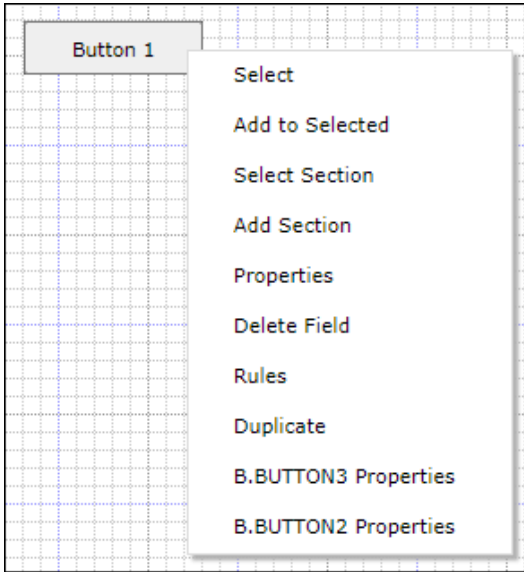 Button 1
Select
Add to Selected
Select Section
Add Section
Properties
Delete Field
Rules
Duplicate
B.BUTTON3 Properties
B.BUTTON2 Properties